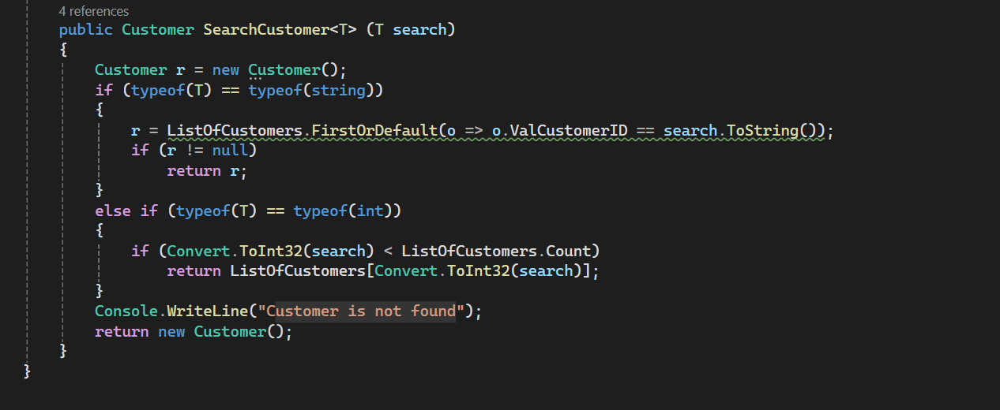 4 references
public Customer SearchCustomer<T> (T search)
{
Customer r = new Customer();
if (typeof(T) == typeof(string))
{
r = ListOfCustomers.FirstOrDefault(o => o.ValCustomerID == search.ToString());
if (r != null)
return r;
}
else if (typeof(T) == typeof(int))
{
if (Convert.ToInt32(search) < ListOfCustomers.Count)
return ListOfCustomers[Convert.ToInt32(search)];
}
Console.WriteLine("Customer is not found");
return new Customer();
}
}